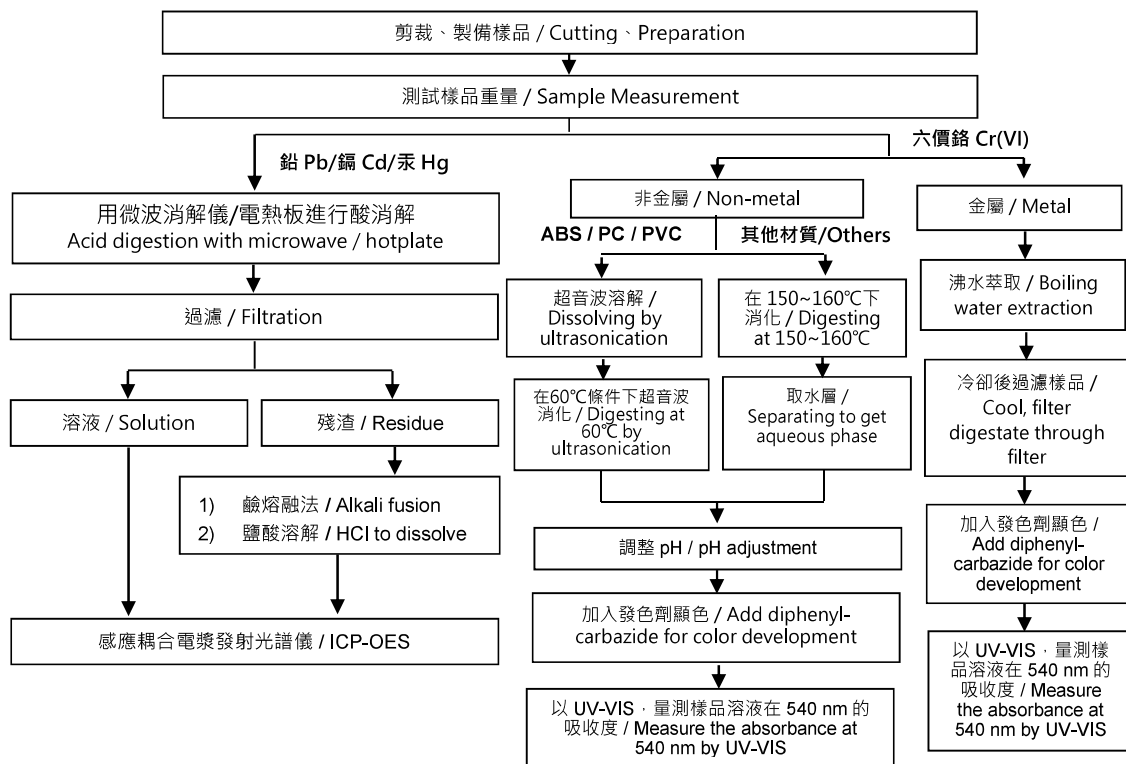 剪裁、製備樣品 / Cutting、Preparation
測試樣品重量 / Sample Measurement
鉛 Pb/鎘 Cd/汞 Hg
六價鉻 Cr(VI)
用微波消解儀/電熱板進行酸消解
Acid digestion with microwave / hotplate
過濾 / Filtration
溶液 / Solution
殘渣 / Residue
1) 鹼熔融法 / Alkali fusion
2) 鹽酸溶解 / HCl to dissolve
感應耦合電漿發射光譜儀 / ICP-OES
非金屬 / Non-metal
ABS / PC / PVC
其他材質/Others
超音波溶解 /
Dissolving by
ultrasonication
在60℃條件下超音波
消化 / Digesting at
60℃ by
ultrasonication
在 150~160℃下
消化 / Digesting
at 150~160℃
取水層 /
Separating to get
aqueous phase
調整 pH / pH adjustment
加入發色劑顯色 / Add diphenyl-
carbazide for color development
以 UV-VIS，量測樣品溶液在 540 nm 的
吸收度 / Measure the absorbance at
540 nm by UV-VIS
金屬 / Metal
沸水萃取 / Boiling
water extraction
冷卻後過濾樣品 /
Cool, filter
digestate through
filter
加入發色劑顯色 /
Add diphenyl-
carbazide for color
development
以 UV-VIS，量測樣
品溶液在 540 nm 的
吸收度 / Measure
the absorbance at
540 nm by UV-VIS